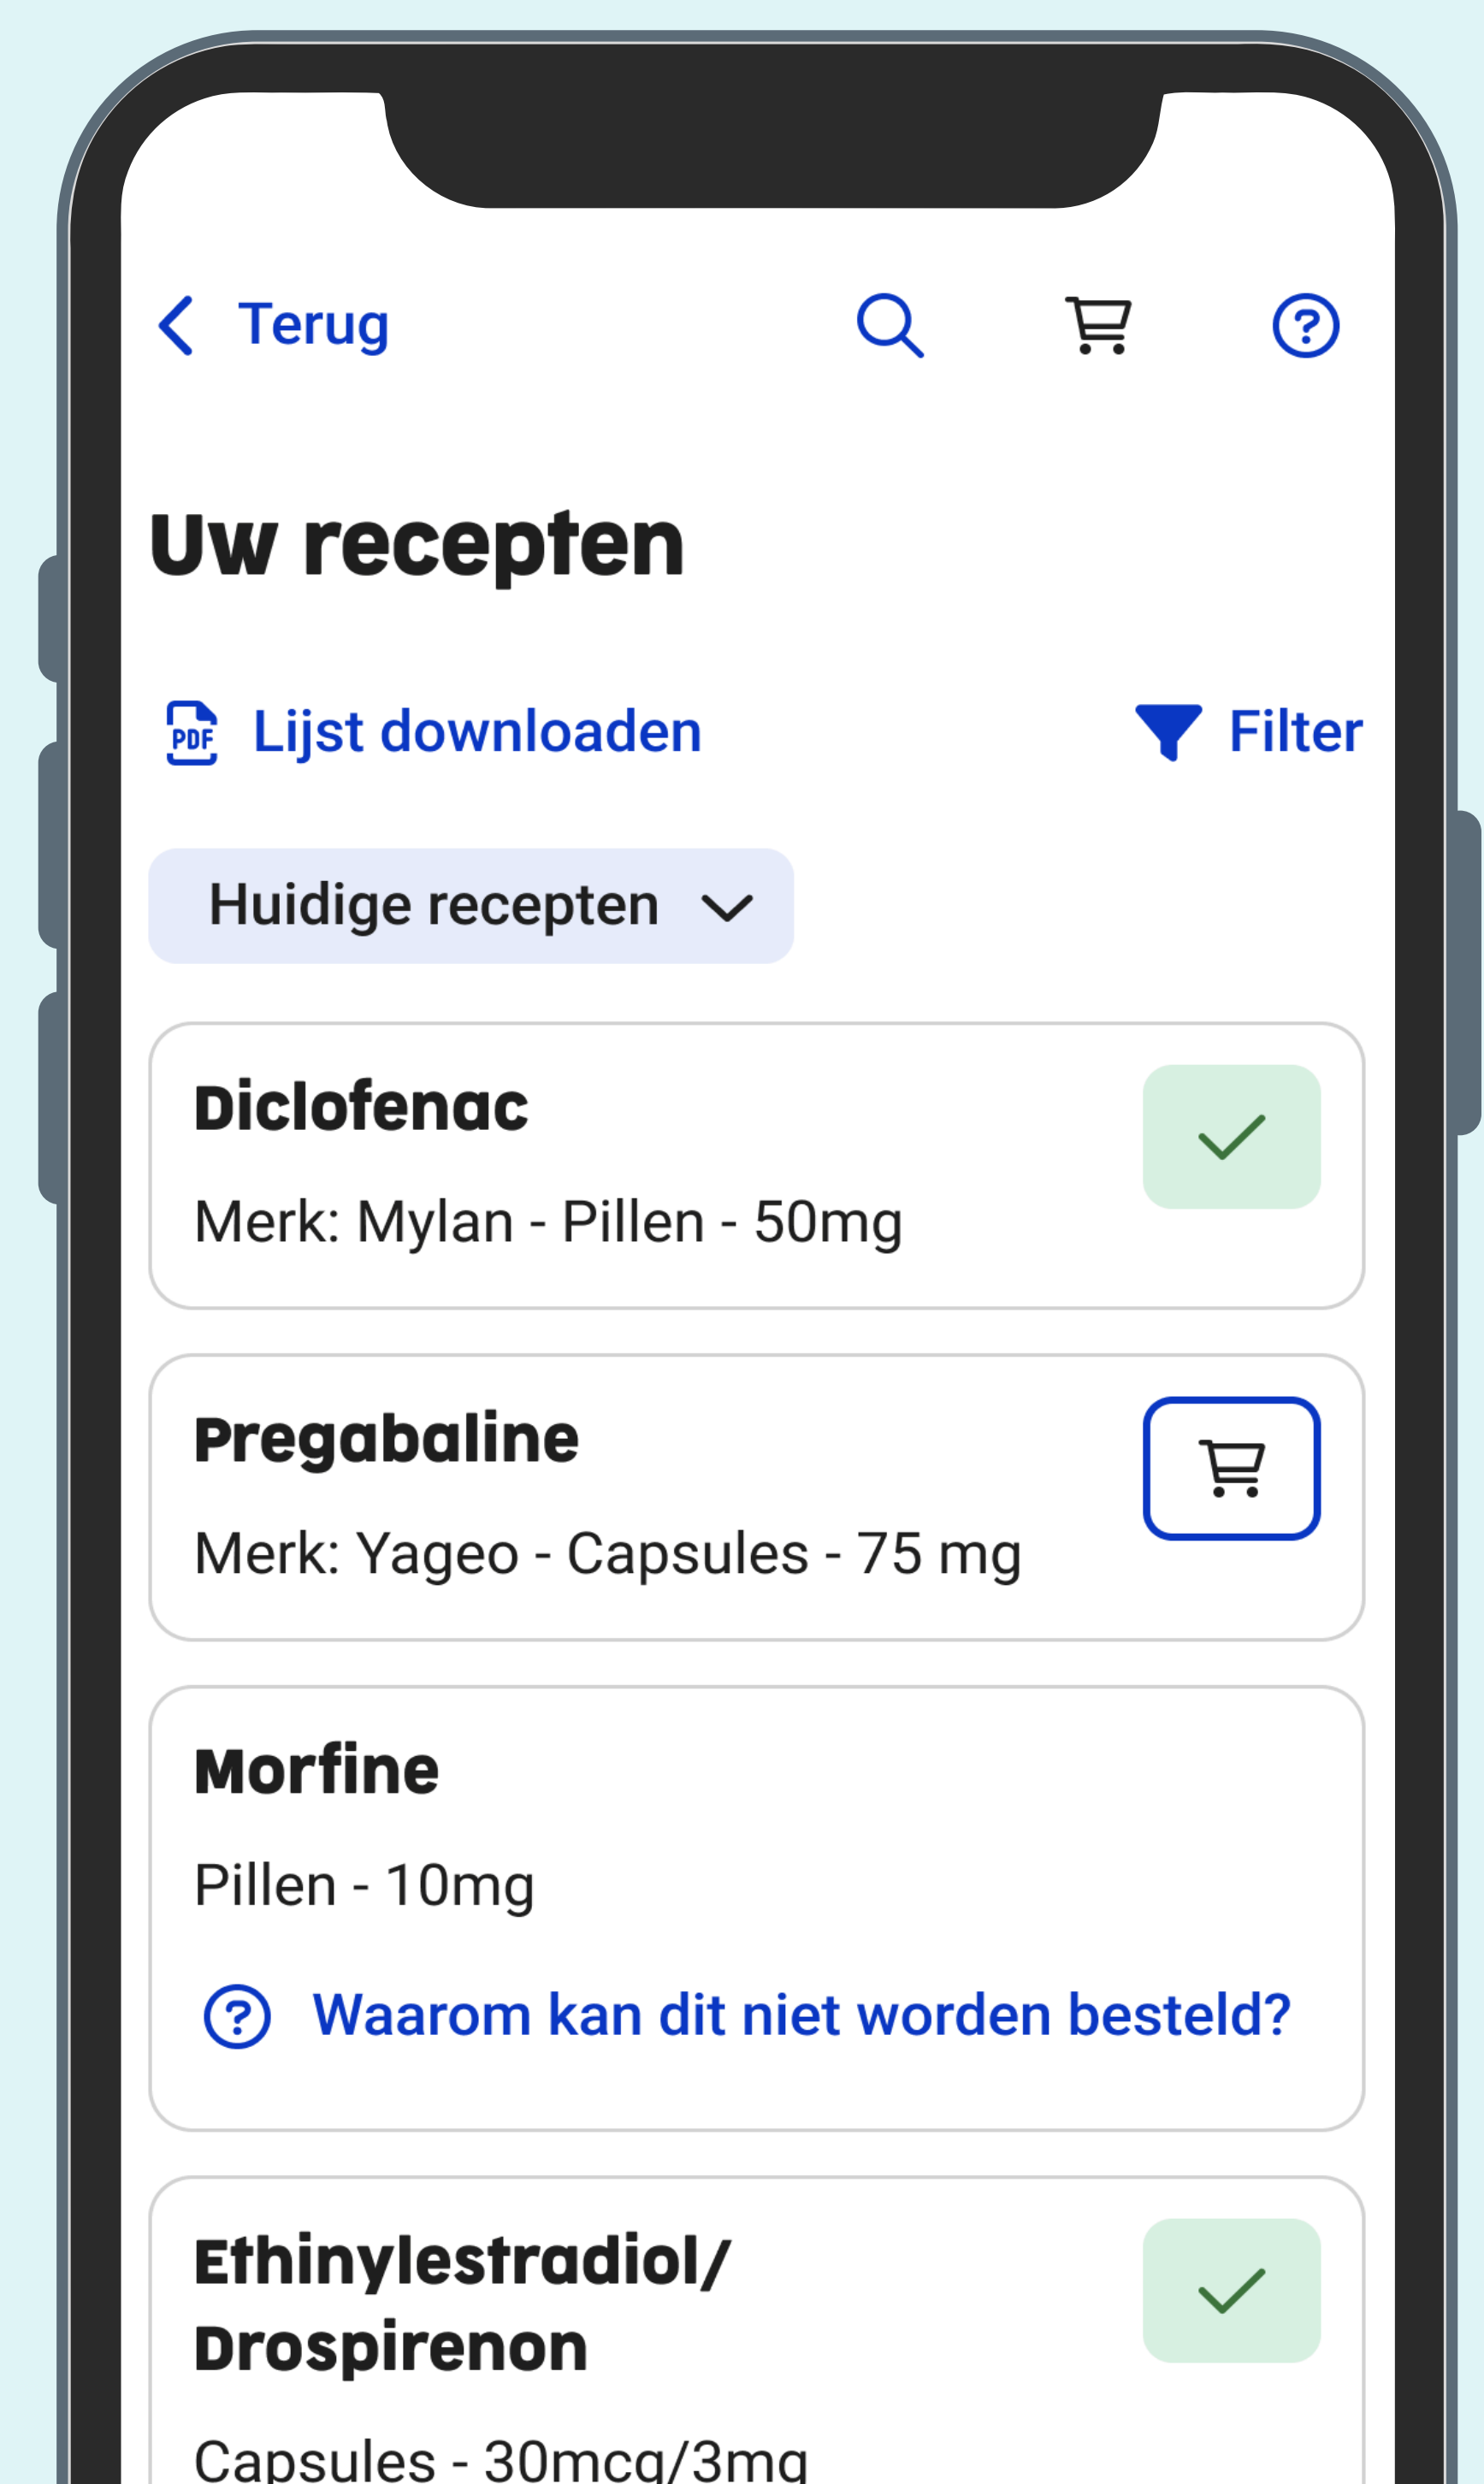 Terug
Uw recepten
PDF Lijst downloaden Filter
Huidige recepten
Diclofenac
Merk: Mylan - Pillen - 50mg
Pregabaline
Merk: Yageo - Capsules - 75 mg
Morfine
Pillen - 10mg
Waarom kan dit niet worden besteld?
Ethinylestradiol/
Drospirenon
Capsules - 30mcg/3mg